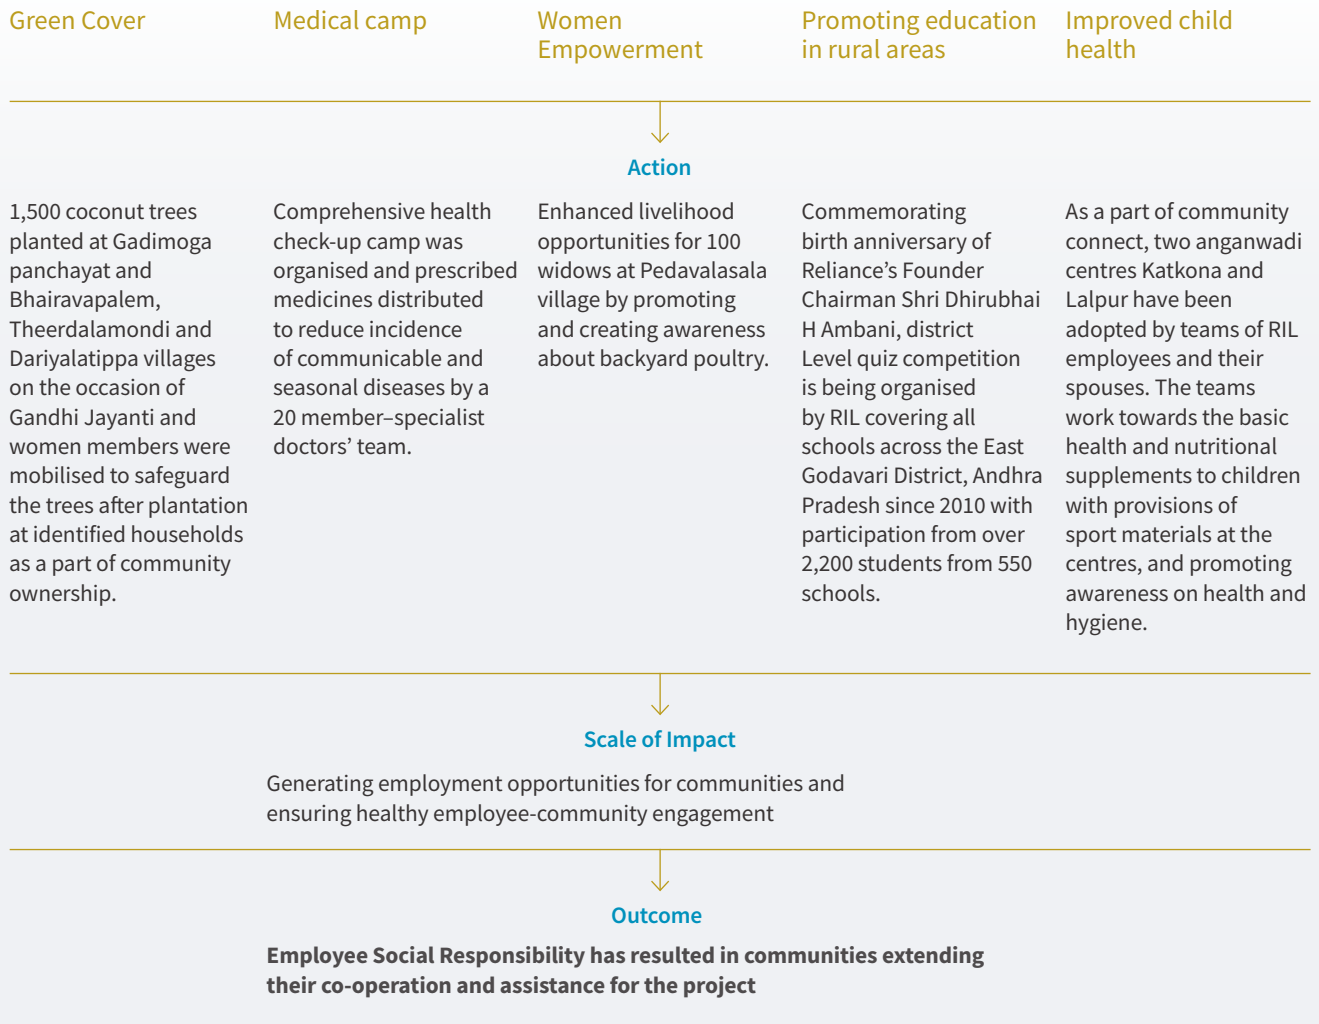 Green Cover
Medical camp
Women
Empowerment
Promoting education
in rural areas
Improved child
health
Action
1,500 coconut trees
planted at Gadimoga
panchayat and
Bhairavapalem,
Theerdalamondi and
Dariyalatippa villages
on the occasion of
Gandhi Jayanti and
women members were
mobilised to safeguard
the trees after plantation
at identified households
as a part of community
ownership.
Comprehensive health
check-up camp was
organised and prescribed
medicines distributed
to reduce incidence
of communicable and
seasonal diseases by a
20 member–specialist
doctors’ team.
Enhanced livelihood
opportunities for 100
widows at Pedavalasala
village by promoting
and creating awareness
about backyard poultry.
Commemorating
birth anniversary of
Reliance’s Founder
Chairman Shri Dhirubhai
H Ambani, district
Level quiz competition
is being organised
by RIL covering all
schools across the East
Godavari District, Andhra
Pradesh since 2010 with
participation from over
2,200 students from 550
schools.
As a part of community
connect, two anganwadi
centres Katkona and
Lalpur have been
adopted by teams of RIL
employees and their
spouses. The teams
work towards the basic
health and nutritional
supplements to children
with provisions of
sport materials at the
centres, and promoting
awareness on health and
hygiene.
Scale of Impact
Generating employment opportunities for communities and
ensuring healthy employee-community engagement
Outcome
Employee Social Responsibility has resulted in communities extending
their co-operation and assistance for the project